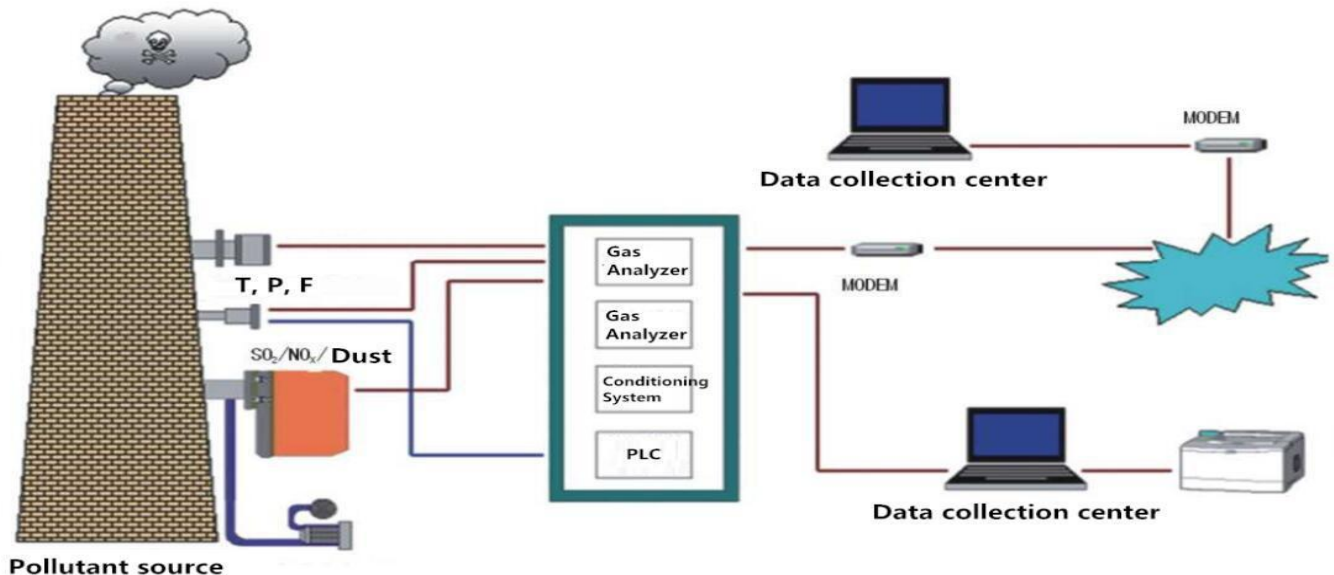 MODEM
Data collection center
Gas
Analyzer
T, P, F
MODEM
Gas
Analyzer
SO₂/NOₓ/Dust
Conditioning
System
PLC
Data collection center
Pollutant source